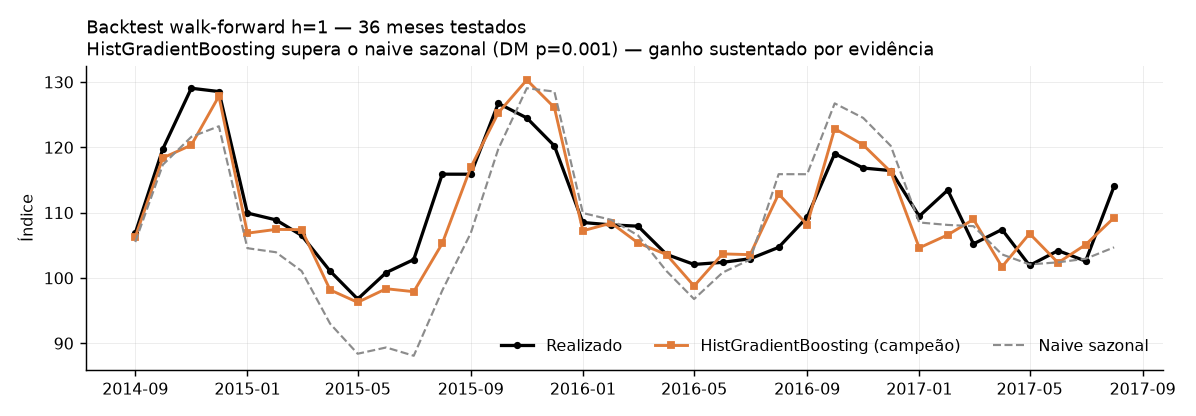 Backtest walk-forward h=1 — 36 meses testados
HistGradientBoosting supera o naive sazonal (DM p=0.001) — ganho sustentado por evidência
130
120
110
100
90
Índice
Realizado
HistGradientBoosting (campeão)
Naive sazonal
2014-09
2015-01
2015-05
2015-09
2016-01
2016-05
2016-09
2017-01
2017-05
2017-09